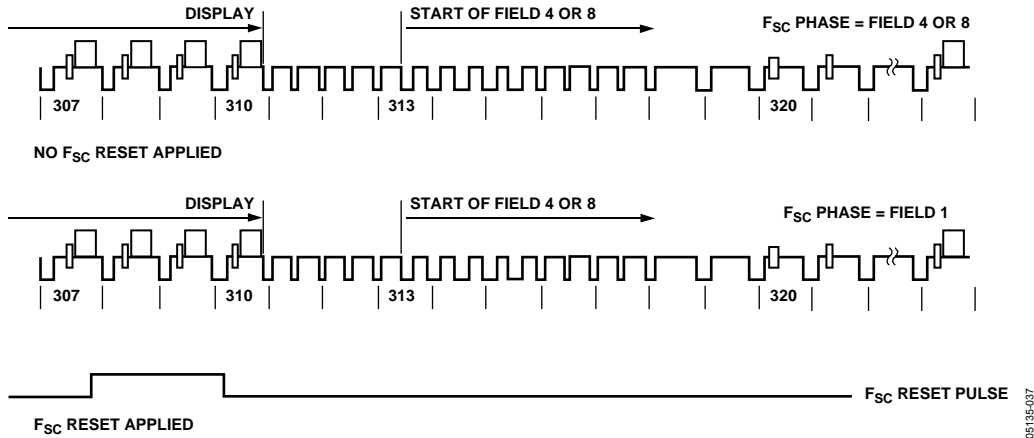 DISPLAY START OF FIELD 4 OR 8 FSC PHASE = FIELD 4 OR 8
307 310 313 320
NO FSC RESET APPLIED
DISPLAY START OF FIELD 4 OR 8 FSC PHASE = FIELD 1
307 310 313 320
FSC RESET PULSE
FSC RESET APPLIED
05135-037